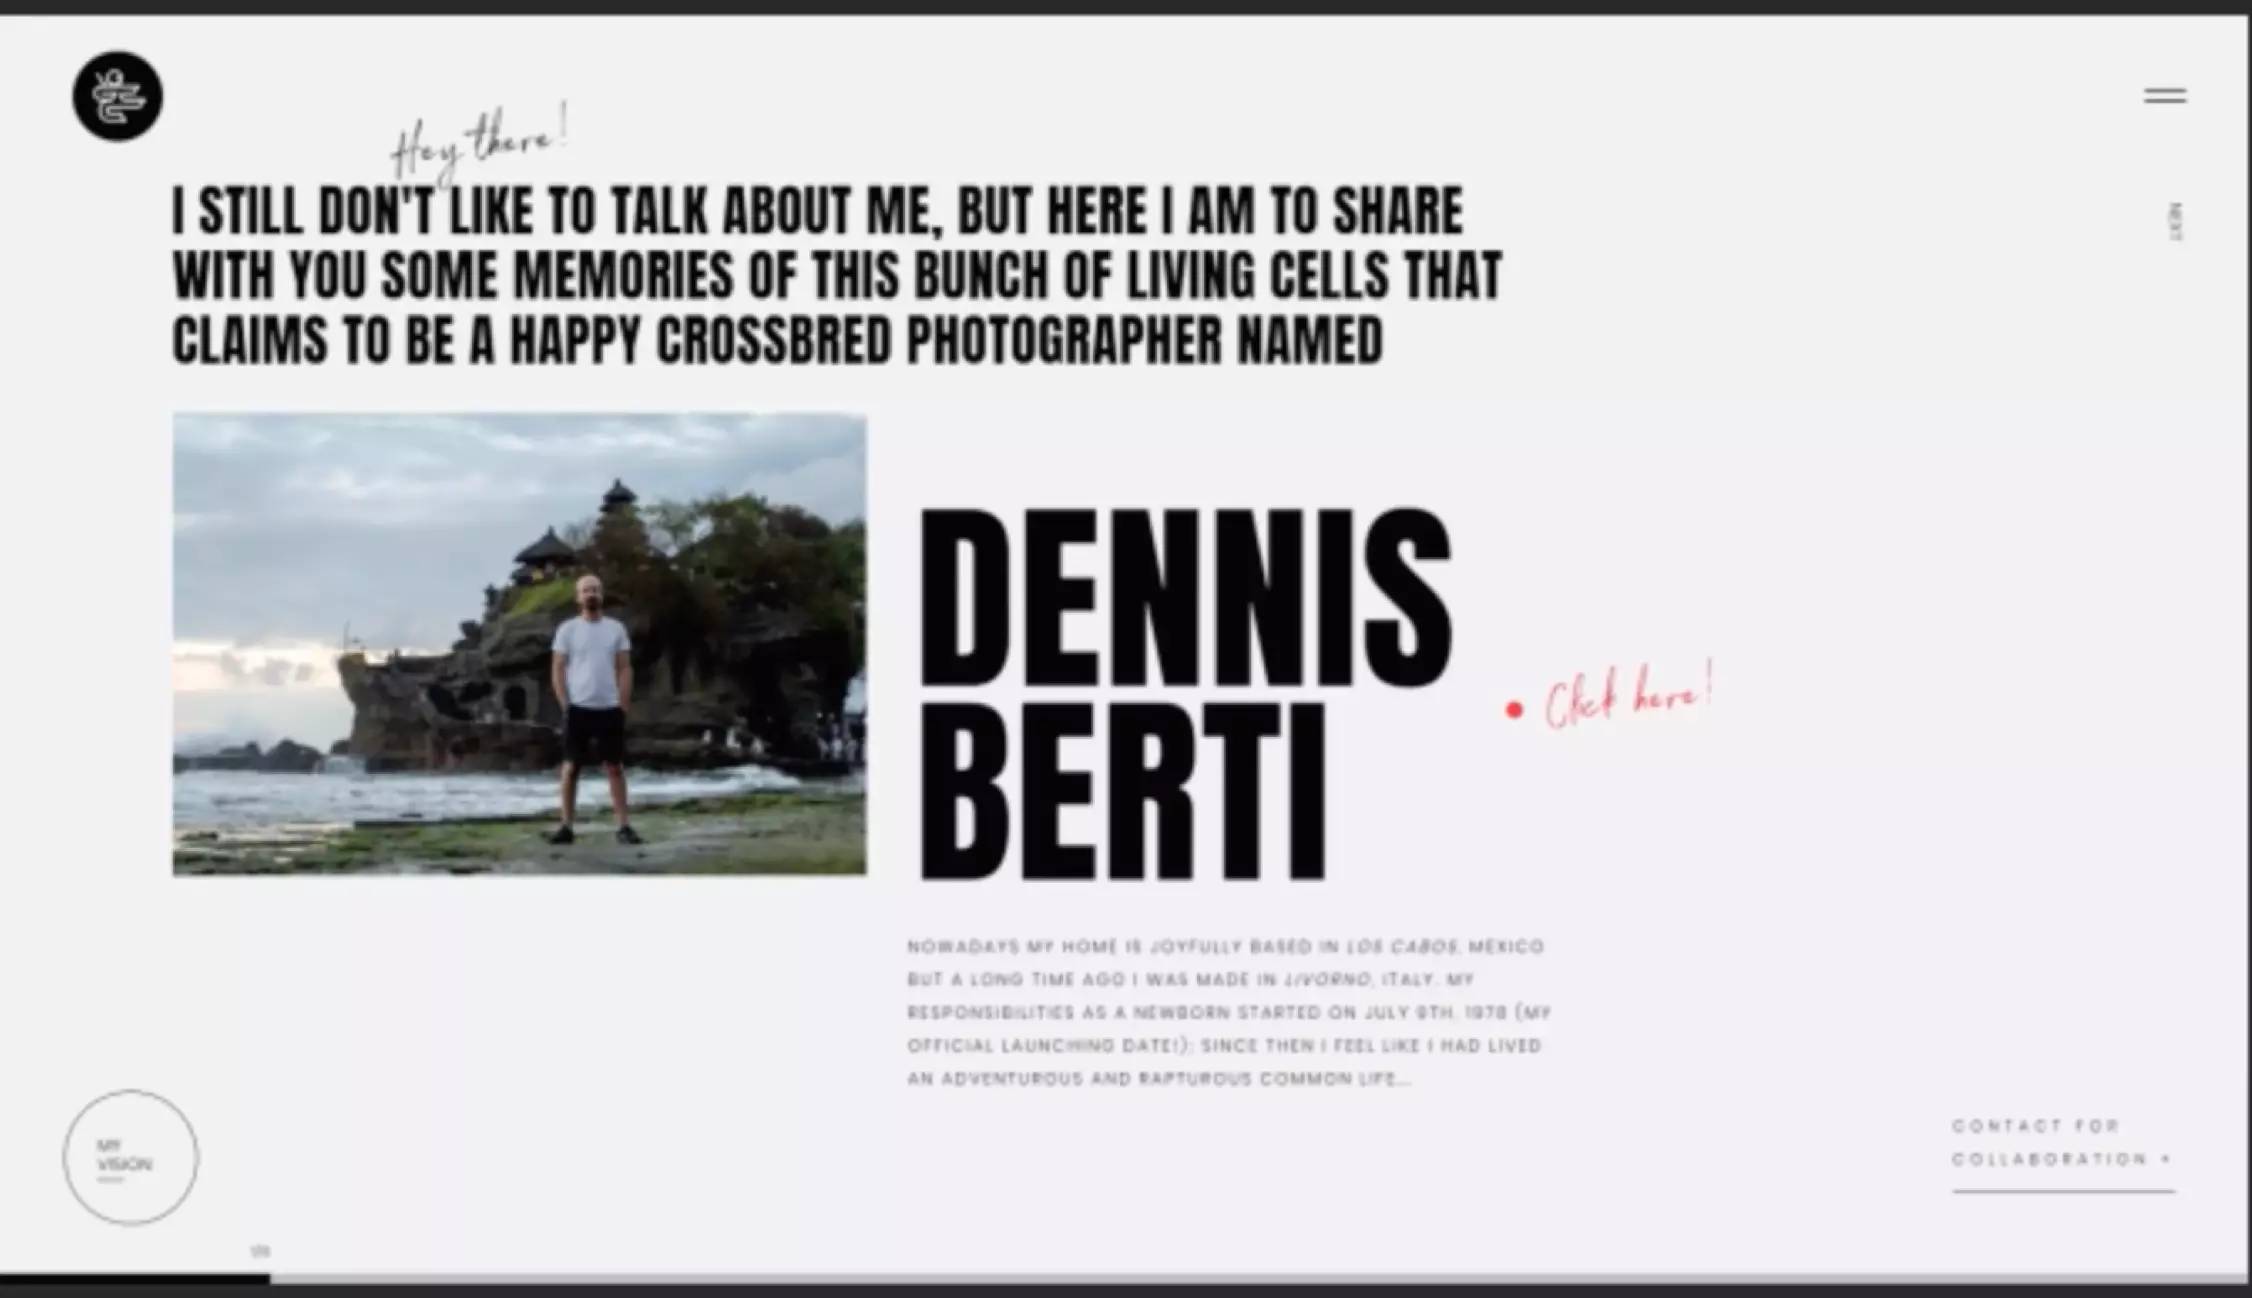 Hey there!
I STILL DON'T LIKE TO TALK ABOUT ME, BUT HERE I AM TO SHARE
WITH YOU SOME MEMORIES OF THIS BUNCH OF LIVING CELLS THAT
CLAIMS TO BE A HAPPY CROSSBRED PHOTOGRAPHER NAMED
NEXT
DENNIS
BERTI
Click here!
NOWADAYS MY HOME IS JOYFULLY BASED IN LOS CABOS, MEXICO
BUT A LONG TIME AGO I WAS MADE IN LIVORNO, ITALY. MY
RESPONSIBILITIES AS A NEWBORN STARTED ON JULY 9TH, 1978 (MY
OFFICIAL LAUNCHING DATE!); SINCE THEN I FEEL LIKE I HAD LIVED
AN ADVENTUROUS AND RAPTUROUS COMMON LIFE...
MY
VISION
CONTACT FOR
COLLABORATION